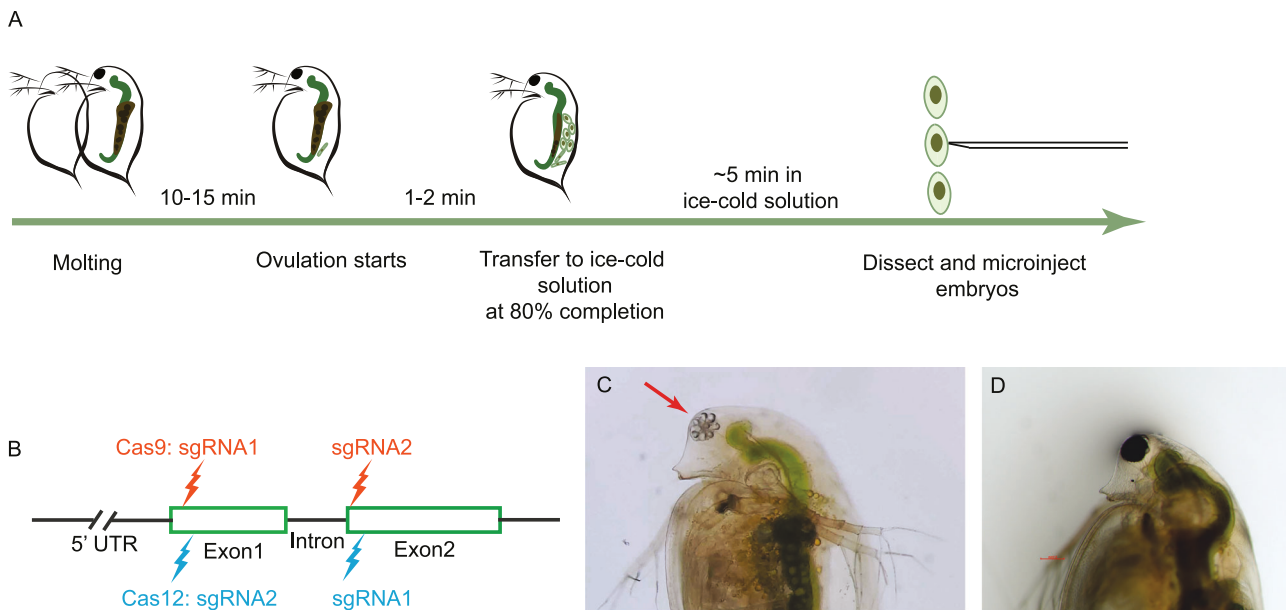 A
10-15 min
1-2 min
~5 min in
ice-cold solution
Molting
Ovulation starts
Transfer to ice-cold
solution
at 80% completion
Dissect and microinject
embryos
B
Cas9: sgRNA1
sgRNA2
5' UTR
Exon1
Intron
Exon2
Cas12: sgRNA2
sgRNA1
C
D